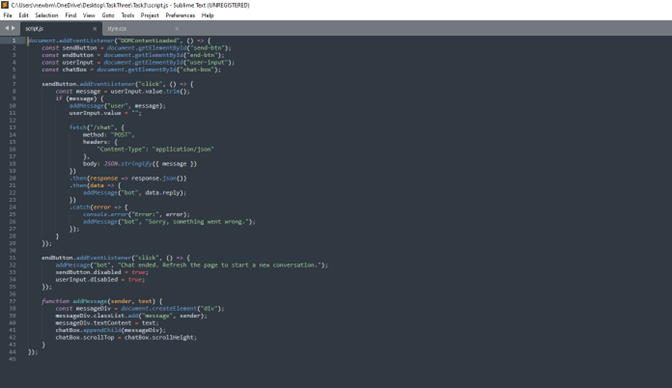 C:\Users\newbm\OneDrive\Desktop\TaskThree\Task3\script.js - Sublime Text (UNREGISTERED)
File Edit Selection Find View Goto Tools Project Preferences Help
script.js style.css
1 document.addEventListener("DOMContentLoaded", () => {
2 const sendButton = document.getElementById("send-btn");
3 const endButton = document.getElementById("end-btn");
4 const userInput = document.getElementById("user-input");
5 const chatBox = document.getElementById("chat-box");
6
7 sendButton.addEventListener("click", () => {
8 const message = userInput.value.trim();
9 if (message) {
10 addMessage("user", message);
11 userInput.value = "";
12
13 fetch("/chat", {
14 method: "POST",
15 headers: {
16 "Content-Type": "application/json"
17 },
18 body: JSON.stringify({ message })
19 })
20 .then(response => response.json())
21 .then(data => {
22 addMessage("bot", data.reply);
23 })
24 .catch(error => {
25 console.error("Error:", error);
26 addMessage("bot", "Sorry, something went wrong.");
27 });
28 }
29 });
30
31 endButton.addEventListener("click", () => {
32 addMessage("bot", "Chat ended. Refresh the page to start a new conversation.");
33 sendButton.disabled = true;
34 userInput.disabled = true;
35 });
36
37 function addMessage(sender, text) {
38 const messageDiv = document.createElement("div");
39 messageDiv.classList.add("message", sender);
40 messageDiv.textContent = text;
41 chatBox.appendChild(messageDiv);
42 chatBox.scrollTop = chatBox.scrollHeight;
43 }
44 });
45